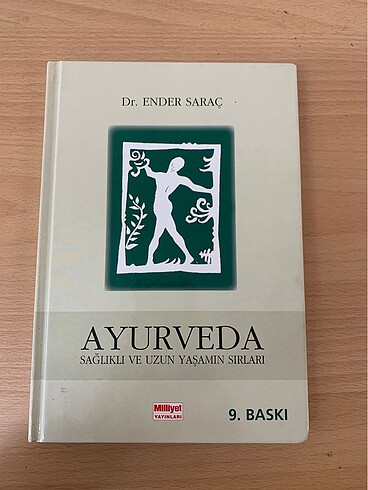 Dr. ENDER SARAÇ
AYURVEDA
SAĞLIKLI VE UZUN YAŞAMIN SIRLARI
Milliyet
YAYINLARI
9. BASKI